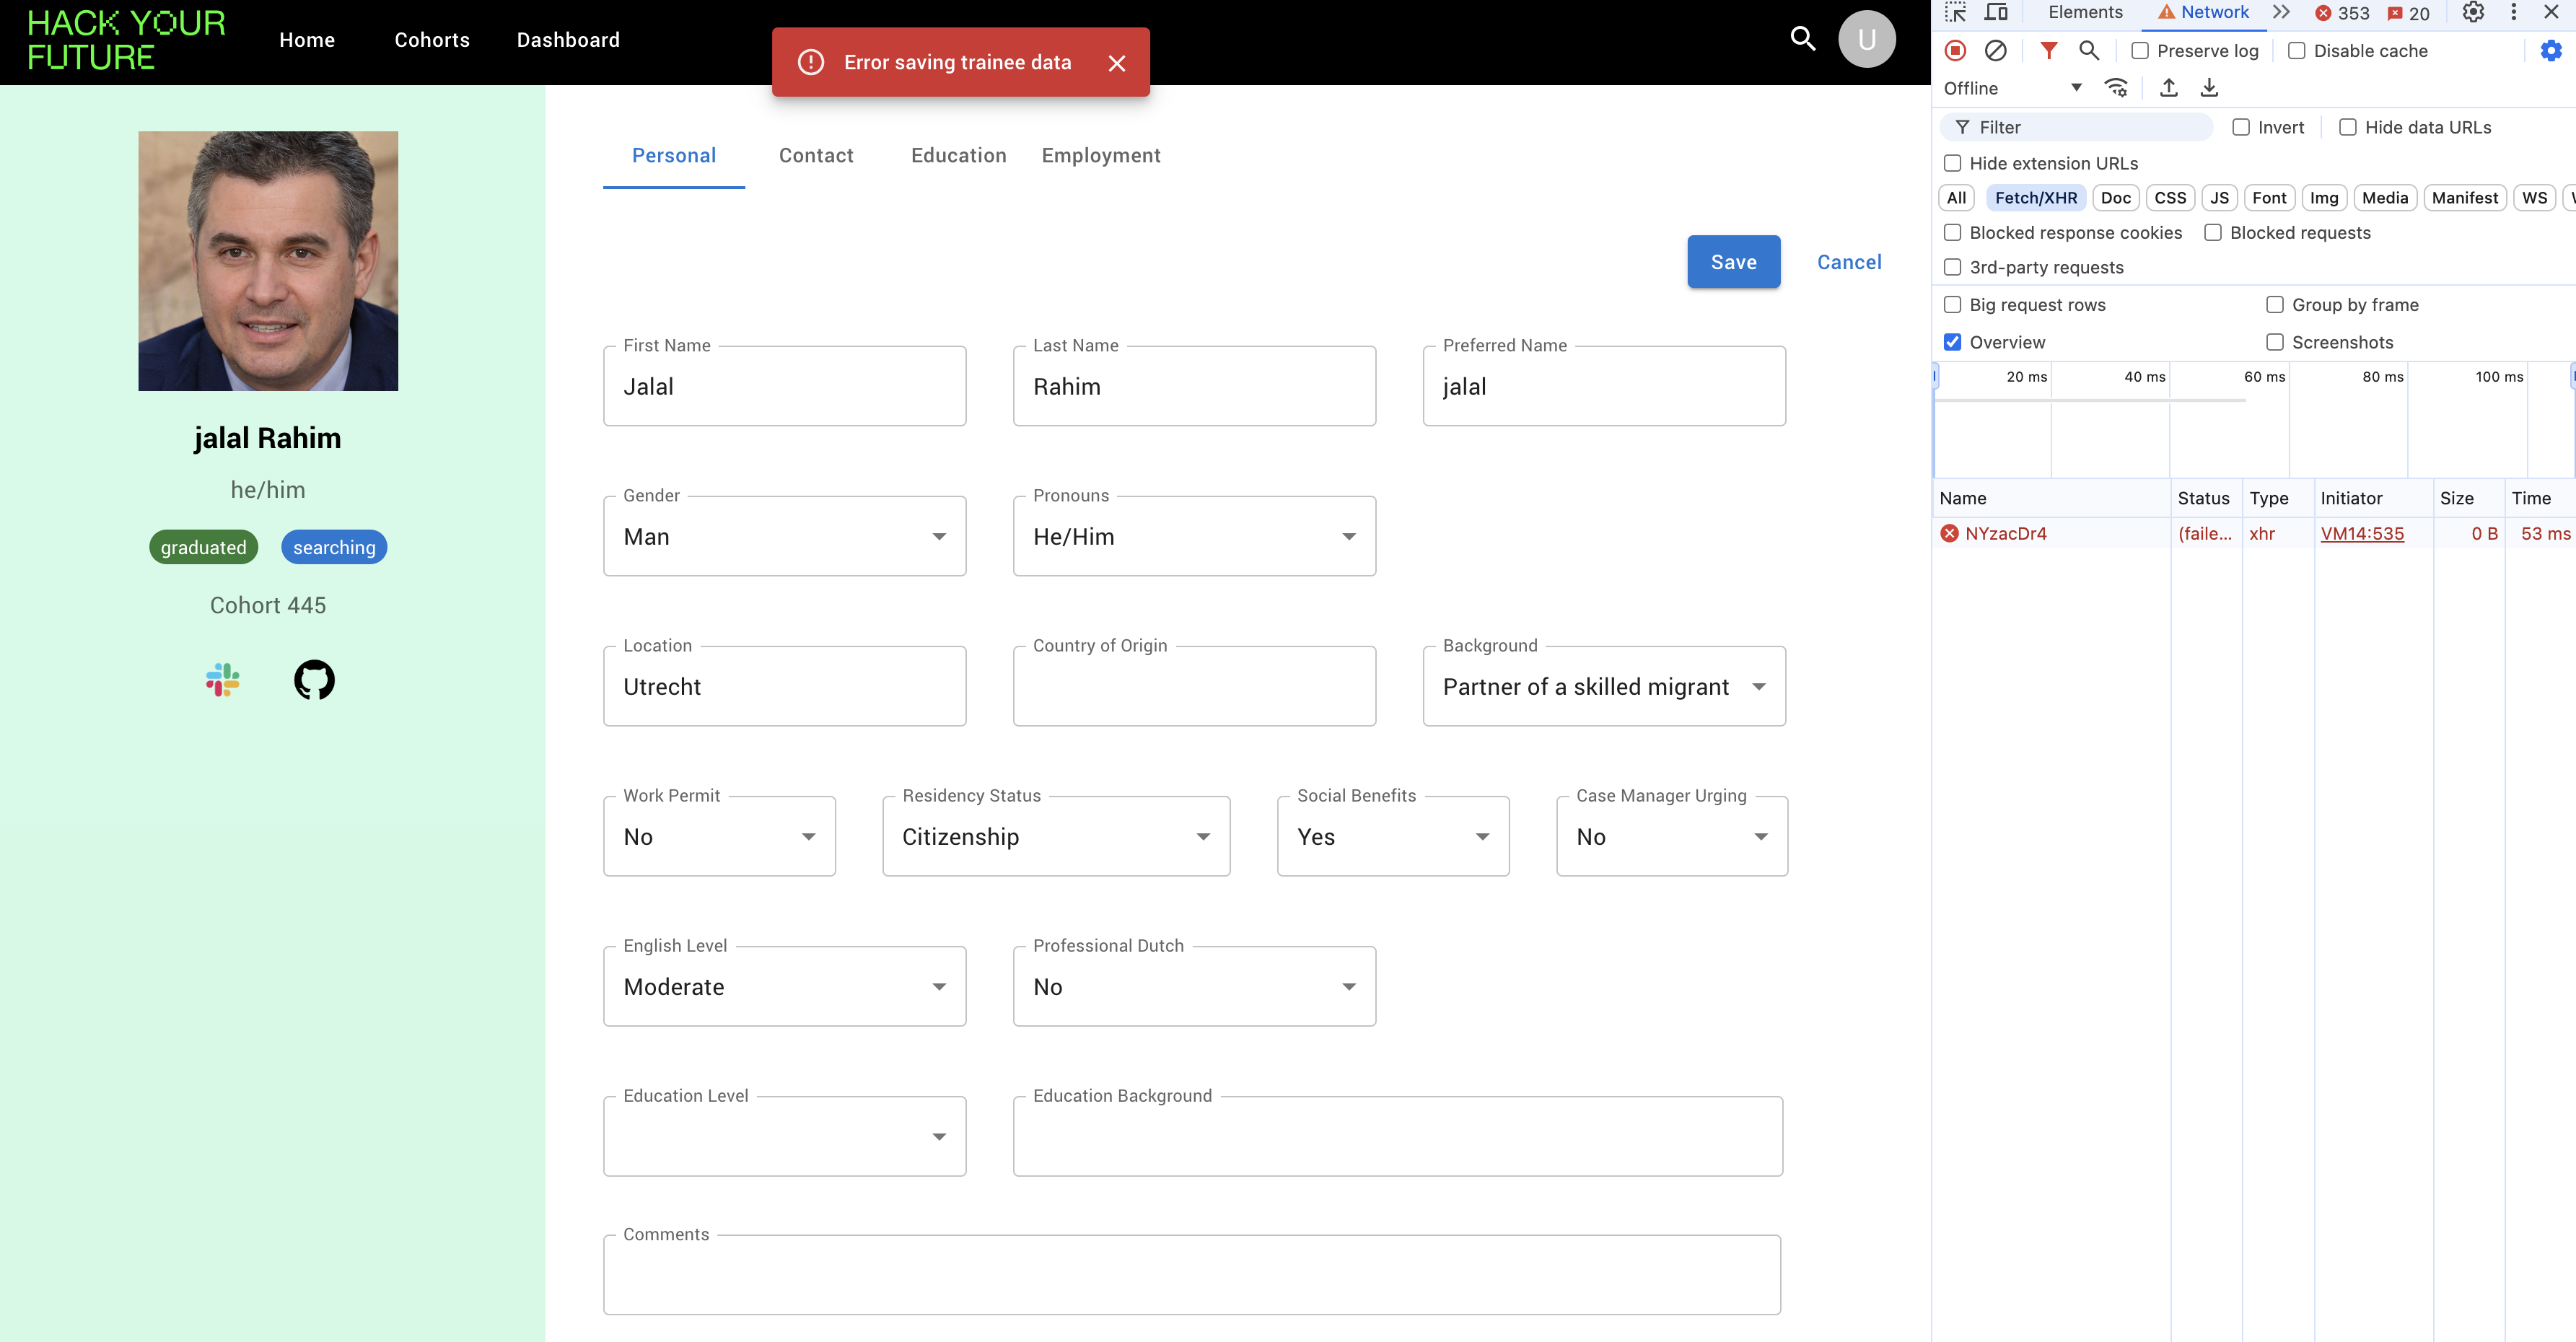 HACK YOUR
FUTURE
Home
Cohorts
Dashboard
Error saving trainee data
U
jalal Rahim
he/him
graduated
searching
Cohort 445
Personal
Contact
Education
Employment
Save
Cancel
First Name
Jalal
Last Name
Rahim
Preferred Name
jalal
Gender
Man
Pronouns
He/Him
Location
Utrecht
Country of Origin
Background
Partner of a skilled migrant
Work Permit
No
Residency Status
Citizenship
Social Benefits
Yes
Case Manager Urging
No
English Level
Moderate
Professional Dutch
No
Education Level
Education Background
Comments
Elements
Network
353
20
Preserve log
Disable cache
Offline
Filter
Invert
Hide data URLs
Hide extension URLs
All
Fetch/XHR
Doc
CSS
JS
Font
Img
Media
Manifest
WS
Blocked response cookies
Blocked requests
3rd-party requests
Big request rows
Group by frame
Overview
Screenshots
20 ms
40 ms
60 ms
80 ms
100 ms
Name
Status
Type
Initiator
Size
Time
NYzacDr4
(faile...
xhr
VM14:535
0 B
53 ms